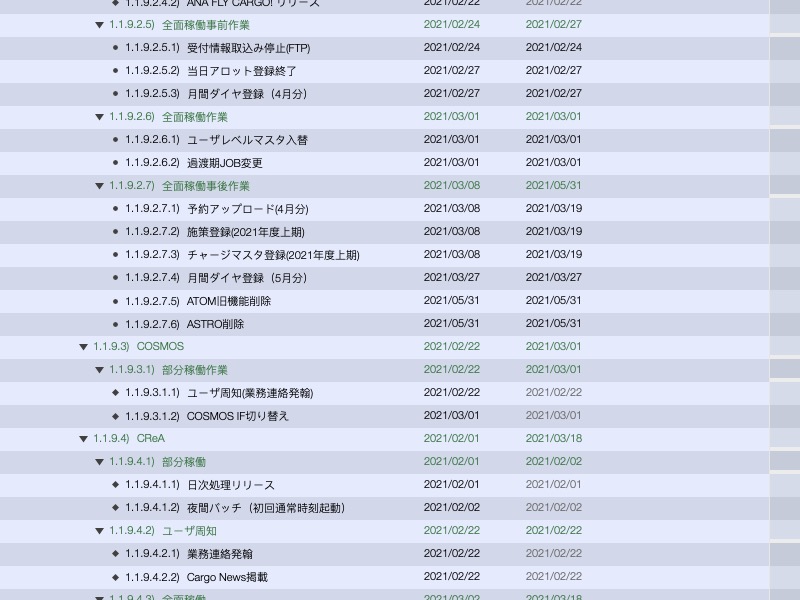 1.1.9.2.4.2) ANA FLY CARGO! リリース 2021/02/22 2021/02/22
1.1.9.2.5) 全面稼働事前作業 2021/02/24 2021/02/27
1.1.9.2.5.1) 受付情報取込み停止(FTP) 2021/02/24 2021/02/24
1.1.9.2.5.2) 当日アロット登録終了 2021/02/27 2021/02/27
1.1.9.2.5.3) 月間ダイヤ登録（4月分） 2021/02/27 2021/02/27
1.1.9.2.6) 全面稼働作業 2021/03/01 2021/03/01
1.1.9.2.6.1) ユーザレベルマスタ入替 2021/03/01 2021/03/01
1.1.9.2.6.2) 過渡期JOB変更 2021/03/01 2021/03/01
1.1.9.2.7) 全面稼働事後作業 2021/03/08 2021/05/31
1.1.9.2.7.1) 予約アップロード(4月分) 2021/03/08 2021/03/19
1.1.9.2.7.2) 施策登録(2021年度上期) 2021/03/08 2021/03/19
1.1.9.2.7.3) チャージマスタ登録(2021年度上期) 2021/03/08 2021/03/19
1.1.9.2.7.4) 月間ダイヤ登録（5月分） 2021/03/27 2021/03/27
1.1.9.2.7.5) ATOM旧機能削除 2021/05/31 2021/05/31
1.1.9.2.7.6) ASTRO削除 2021/05/31 2021/05/31
1.1.9.3) COSMOS 2021/02/22 2021/03/01
1.1.9.3.1) 部分稼働作業 2021/02/22 2021/03/01
1.1.9.3.1.1) ユーザ周知(業務連絡発翰) 2021/02/22 2021/02/22
1.1.9.3.1.2) COSMOS IF切り替え 2021/03/01 2021/03/01
1.1.9.4) CReA 2021/02/01 2021/03/18
1.1.9.4.1) 部分稼働 2021/02/01 2021/02/02
1.1.9.4.1.1) 日次処理リリース 2021/02/01 2021/02/01
1.1.9.4.1.2) 夜間バッチ（初回通常時刻起動） 2021/02/02 2021/02/02
1.1.9.4.2) ユーザ周知 2021/02/22 2021/02/22
1.1.9.4.2.1) 業務連絡発翰 2021/02/22 2021/02/22
1.1.9.4.2.2) Cargo News掲載 2021/02/22 2021/02/22
1.1.9.4.3) 全面稼働 2021/03/02 2021/03/18